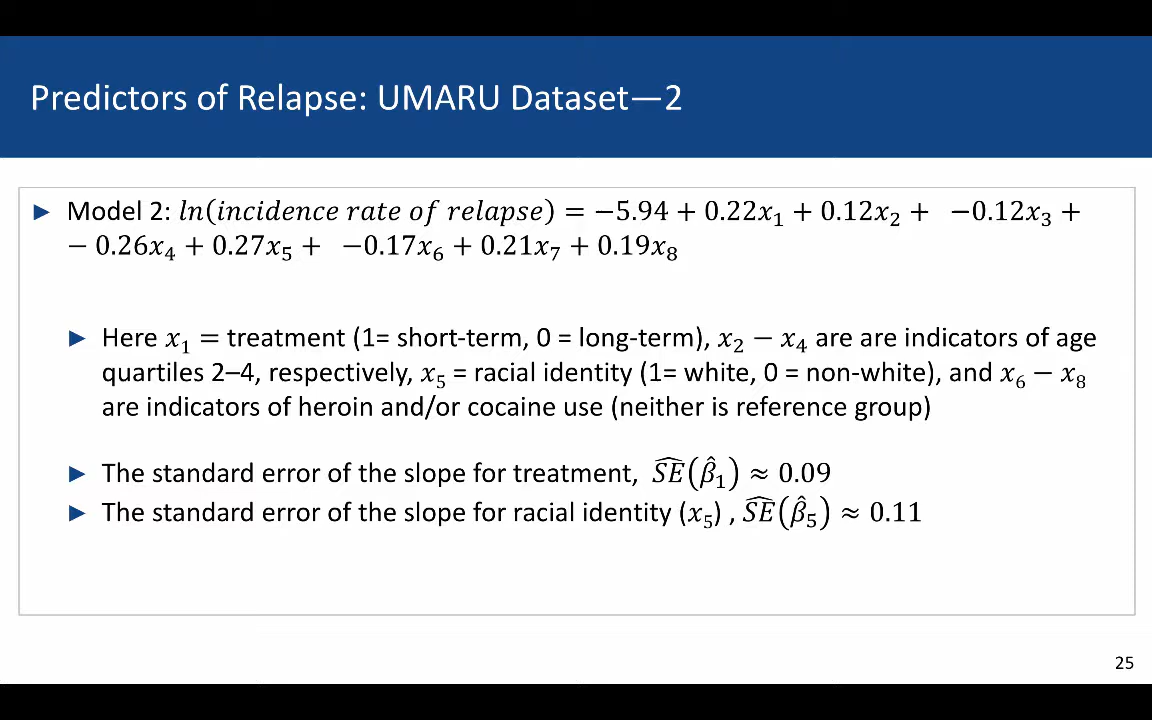 Predictors of Relapse: UMARU Dataset—2
► Model 2: 𝑙𝑛(𝑖𝑛𝑐𝑖𝑑𝑒𝑛𝑐𝑒 𝑟𝑎𝑡𝑒 𝑜𝑓 𝑟𝑒𝑙𝑎𝑝𝑠𝑒) = −5.94 + 0.22𝑥₁ + 0.12𝑥₂ + −0.12𝑥₃ +
− 0.26𝑥₄ + 0.27𝑥₅ + −0.17𝑥₆ + 0.21𝑥₇ + 0.19𝑥₈
► Here 𝑥₁ = treatment (1= short-term, 0 = long-term), 𝑥₂ − 𝑥₄ are are indicators of age
quartiles 2–4, respectively, 𝑥₅ = racial identity (1= white, 0 = non-white), and 𝑥₆ − 𝑥₈
are indicators of heroin and/or cocaine use (neither is reference group)
► The standard error of the slope for treatment, 𝑆𝐸̂(𝛽̂₁) ≈ 0.09
► The standard error of the slope for racial identity (𝑥₅) , 𝑆𝐸̂(𝛽̂₅) ≈ 0.11
25